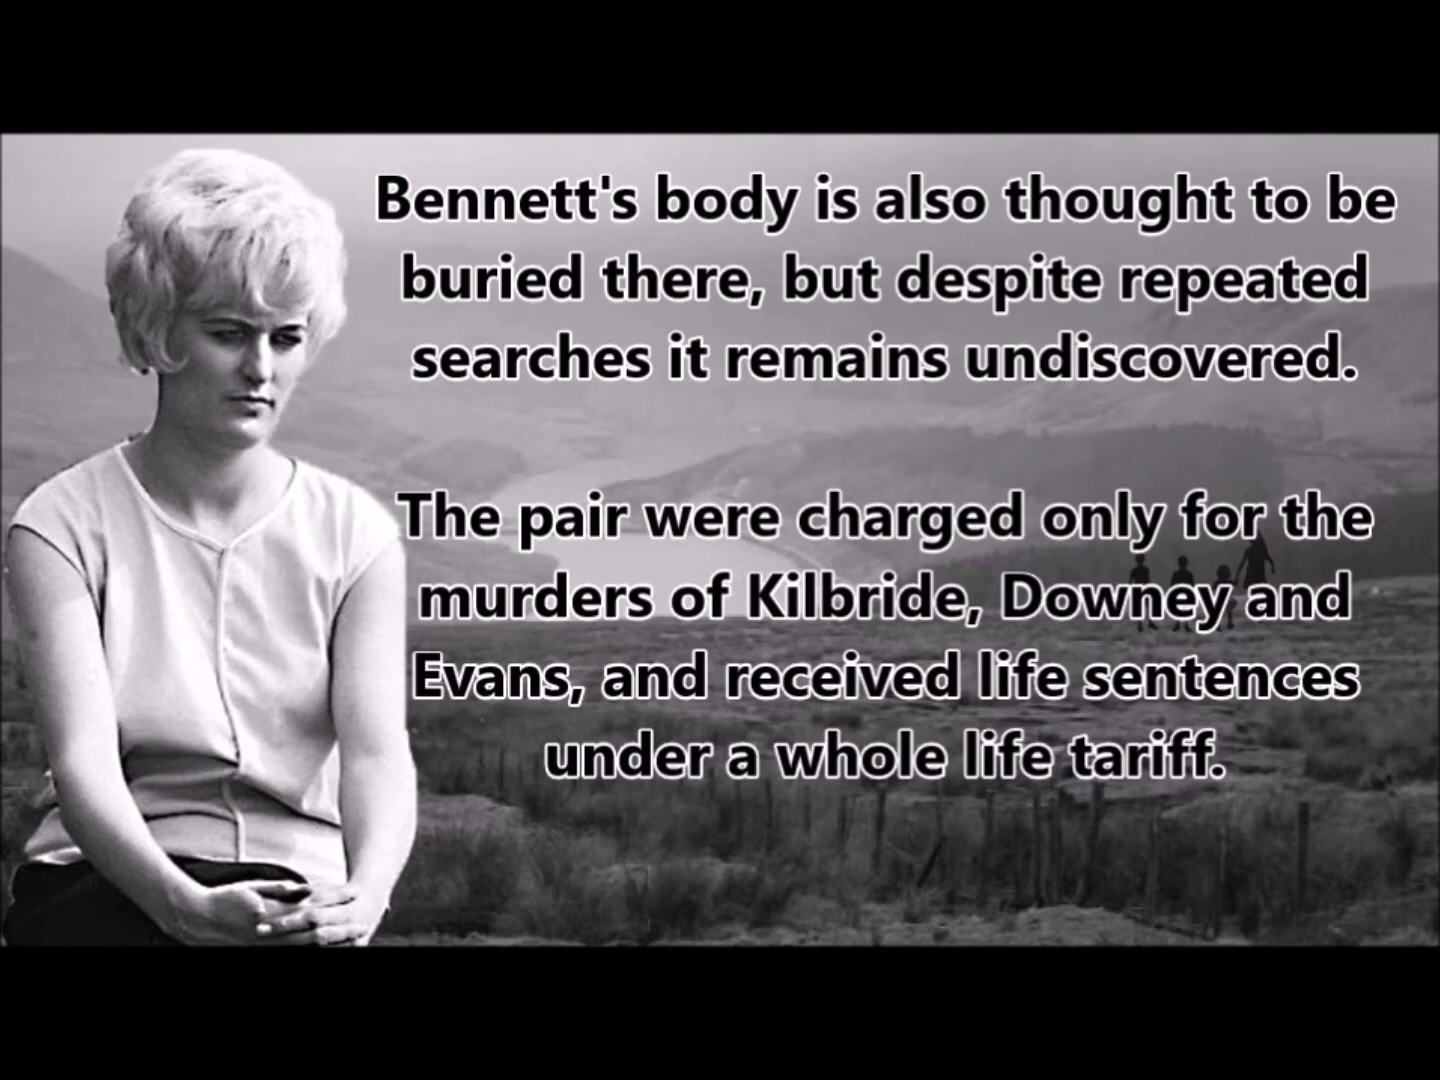 Bennett's body is also thought to be
buried there, but despite repeated
searches it remains undiscovered.
The pair were charged only for the
murders of Kilbride, Downey and
Evans, and received life sentences
under a whole life tariff.